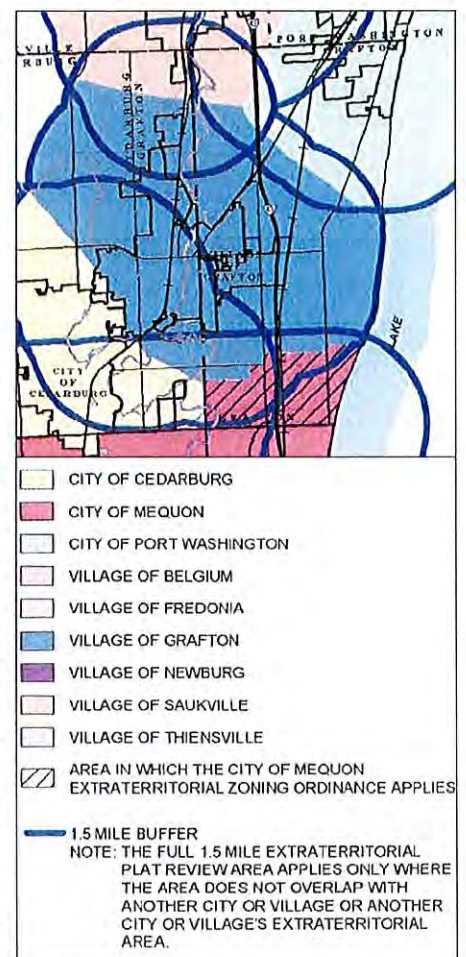 PORT WASHINGTON
GRAFTON
CEDARBURG
GRAFTON
GRAFTON
CITY
OF
CEDARBURG
LAKE
CITY OF CEDARBURG
CITY OF MEQUON
CITY OF PORT WASHINGTON
VILLAGE OF BELGIUM
VILLAGE OF FREDONIA
VILLAGE OF GRAFTON
VILLAGE OF NEWBURG
VILLAGE OF SAUKVILLE
VILLAGE OF THIENSVILLE
AREA IN WHICH THE CITY OF MEQUON
EXTRATERRITORIAL ZONING ORDINANCE APPLIES
1.5 MILE BUFFER
NOTE: THE FULL 1.5 MILE EXTRATERRITORIAL
PLAT REVIEW AREA APPLIES ONLY WHERE
THE AREA DOES NOT OVERLAP WITH
ANOTHER CITY OR VILLAGE OR ANOTHER
CITY OR VILLAGE'S EXTRATERRITORIAL
AREA.